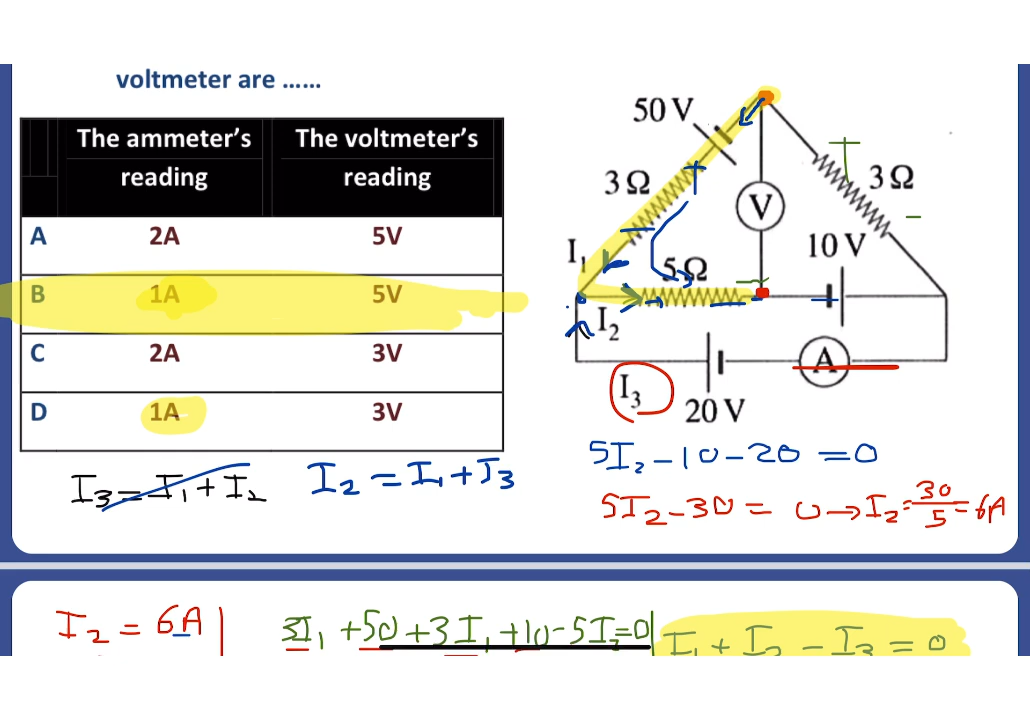 voltmeter are ......
The ammeter's reading
The voltmeter's reading
A 2A 5V
B 1A 5V
C 2A 3V
D 1A 3V
50 V
3 Ω
3 Ω
V
10 V
I₁
5 Ω
I₂
A
I₃
20 V
+
−
I₃ = I₁ + I₂
I₂ = I₁ + I₃
5I₂ − 10 − 20 = 0
5I₂ − 30 = 0 → I₂ = 30/5 = 6A
I₂ = 6A
3I₁ + 50 + 3I₁ + 10 − 5I₂ = 0
I₁ + I₂ − I₃ = 0